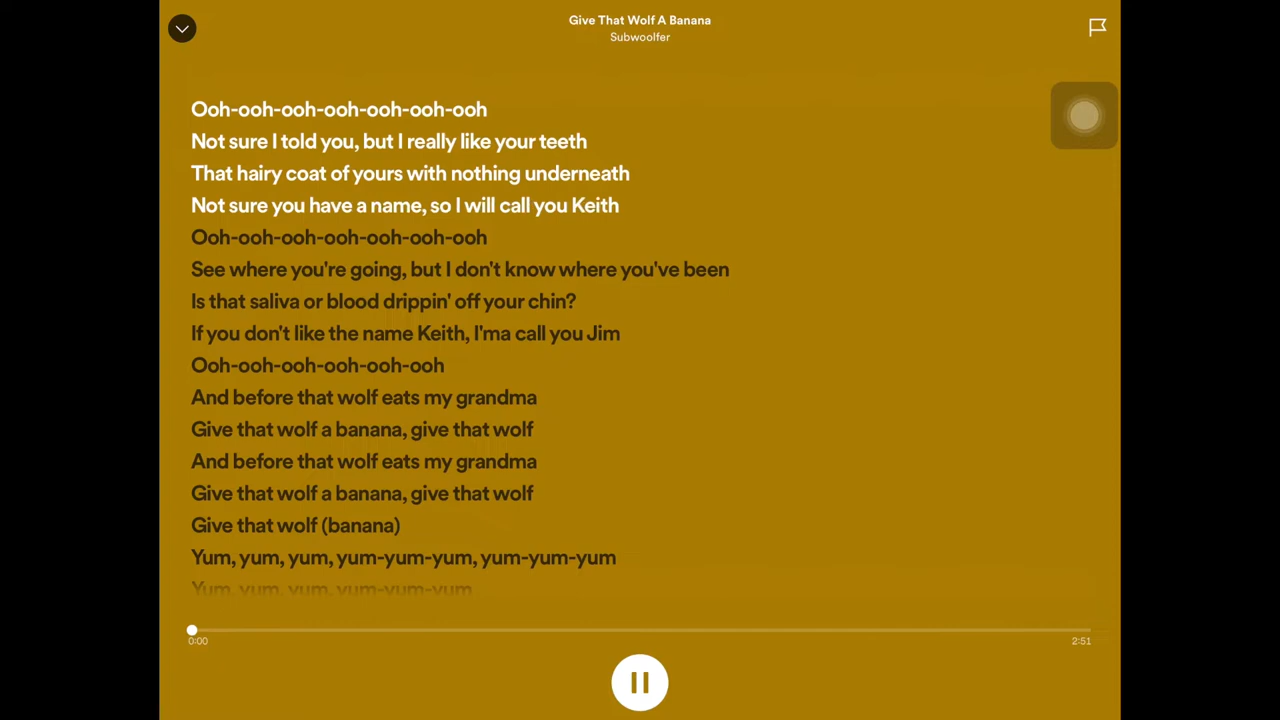 Give That Wolf A Banana
Subwoolfer
Ooh-ooh-ooh-ooh-ooh-ooh-ooh
Not sure I told you, but I really like your teeth
That hairy coat of yours with nothing underneath
Not sure you have a name, so I will call you Keith
Ooh-ooh-ooh-ooh-ooh-ooh-ooh
See where you're going, but I don't know where you've been
Is that saliva or blood drippin' off your chin?
If you don't like the name Keith, I'ma call you Jim
Ooh-ooh-ooh-ooh-ooh-ooh
And before that wolf eats my grandma
Give that wolf a banana, give that wolf
And before that wolf eats my grandma
Give that wolf a banana, give that wolf
Give that wolf (banana)
Yum, yum, yum, yum-yum-yum, yum-yum-yum
Yum, yum, yum, yum-yum-yum
0:00
2:51